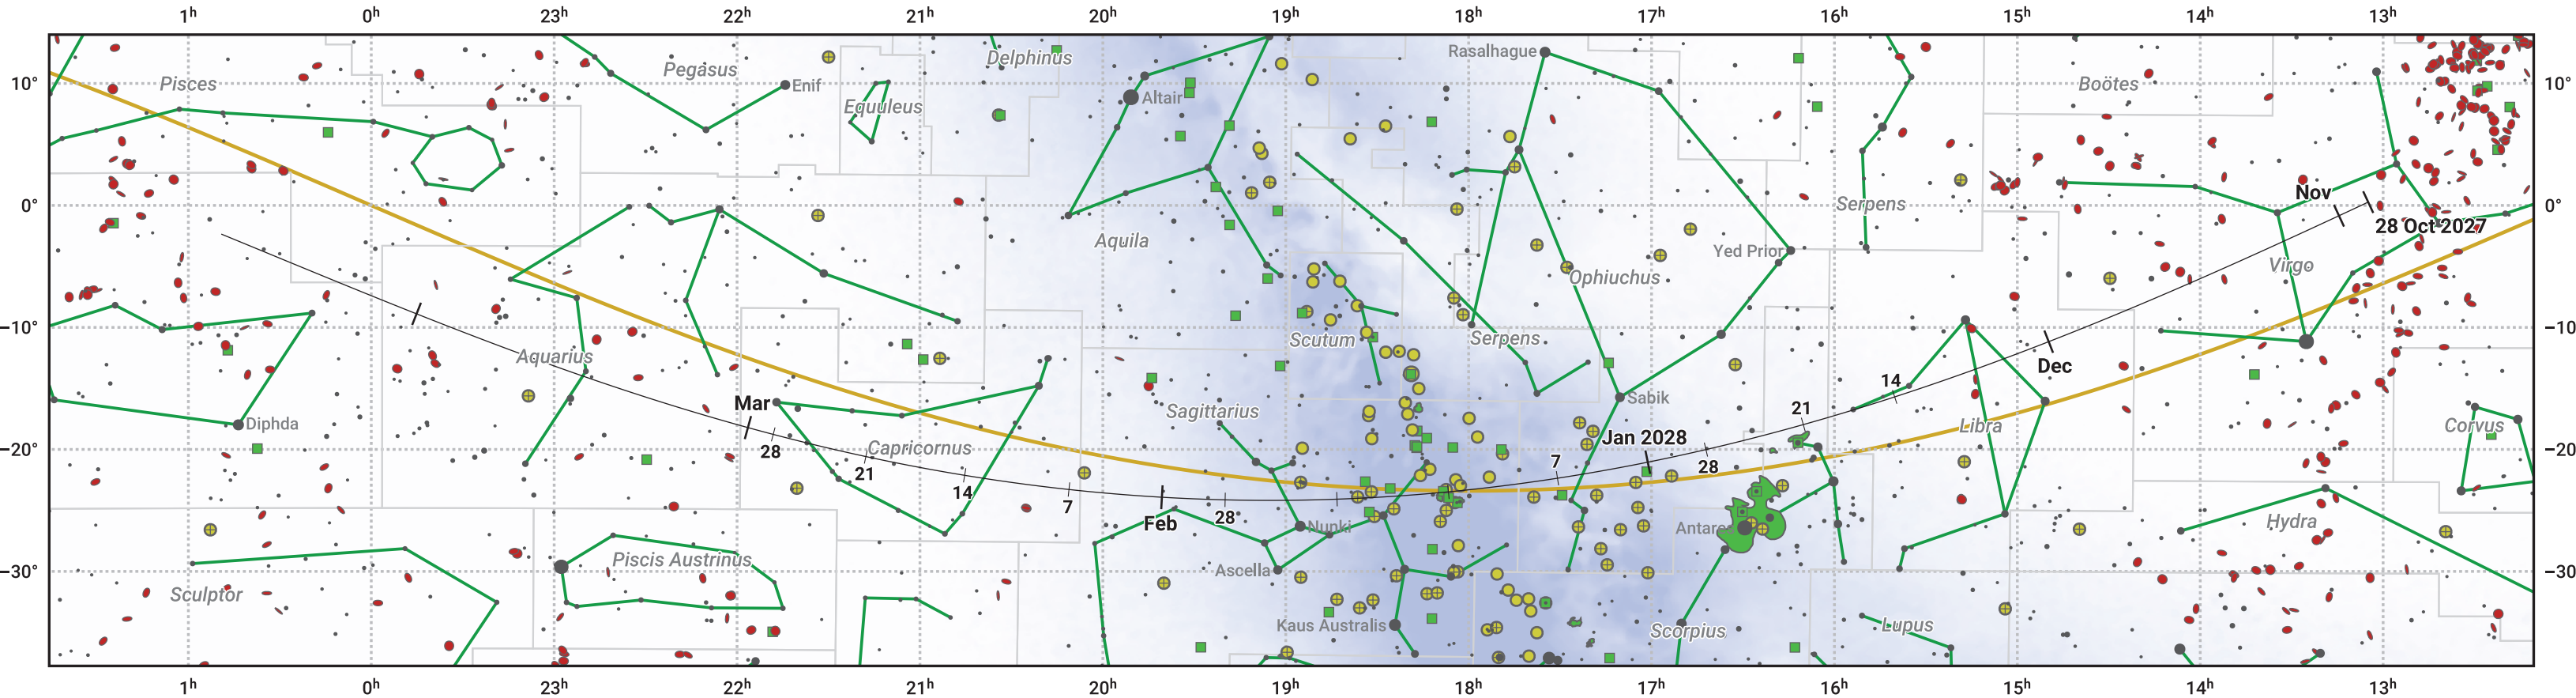 1ʰ 0ʰ 23ʰ 22ʰ 21ʰ 20ʰ 19ʰ 18ʰ 17ʰ 16ʰ 15ʰ 14ʰ 13ʰ
Delphinus
Rasalhague
Pegasus
10° Pisces Enif Boötes 10°
Equuleus Altair
Nov
0° Serpens 0°
28 Oct 2027
Aquila Yed Prior
Ophiuchus Virgo
−10° −10
Scutum Serpens
Aquarius Dec
14
Mar Sabik
Sagittarius 21
Diphda Jan 2028 Libra Corvus
−20° 28 Capricornus −20
21 7 28
14
7 Feb 28 Nunki Antares Hydra
Piscis Austrinus
−30° Ascella −30
Sculptor
Kaus Australis Scorpius Lupus
1ʰ 0ʰ 23ʰ 22ʰ 21ʰ 20ʰ 19ʰ 18ʰ 17ʰ 16ʰ 15ʰ 14ʰ 13ʰ